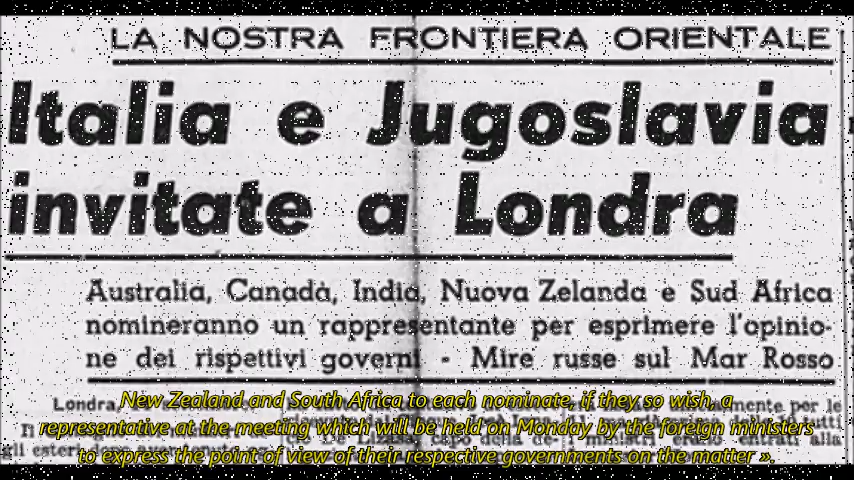 LA NOSTRA FRONTIERA ORIENTALE
Italia e Jugoslavia
invitate a Londra
Australia, Canadà, India, Nuova Zelanda e Sud Africa
nomineranno un rappresentante per esprimere l'opinio-
ne dei rispettivi governi - Mire russe sul Mar Rosso
Londra,
New Zealand and South Africa to each nominate, if they so wish, a
representative at the meeting which will be held on Monday by the foreign ministers
to express the point of view of their respective governments on the matter ».